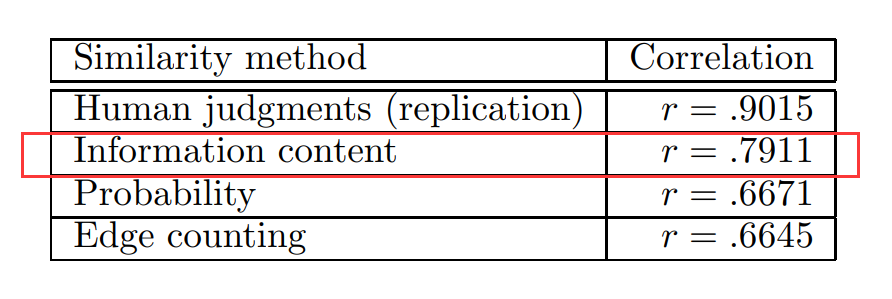 Similarity method Correlation
Human judgments (replication) r = .9015
Information content r = .7911
Probability r = .6671
Edge counting r = .6645